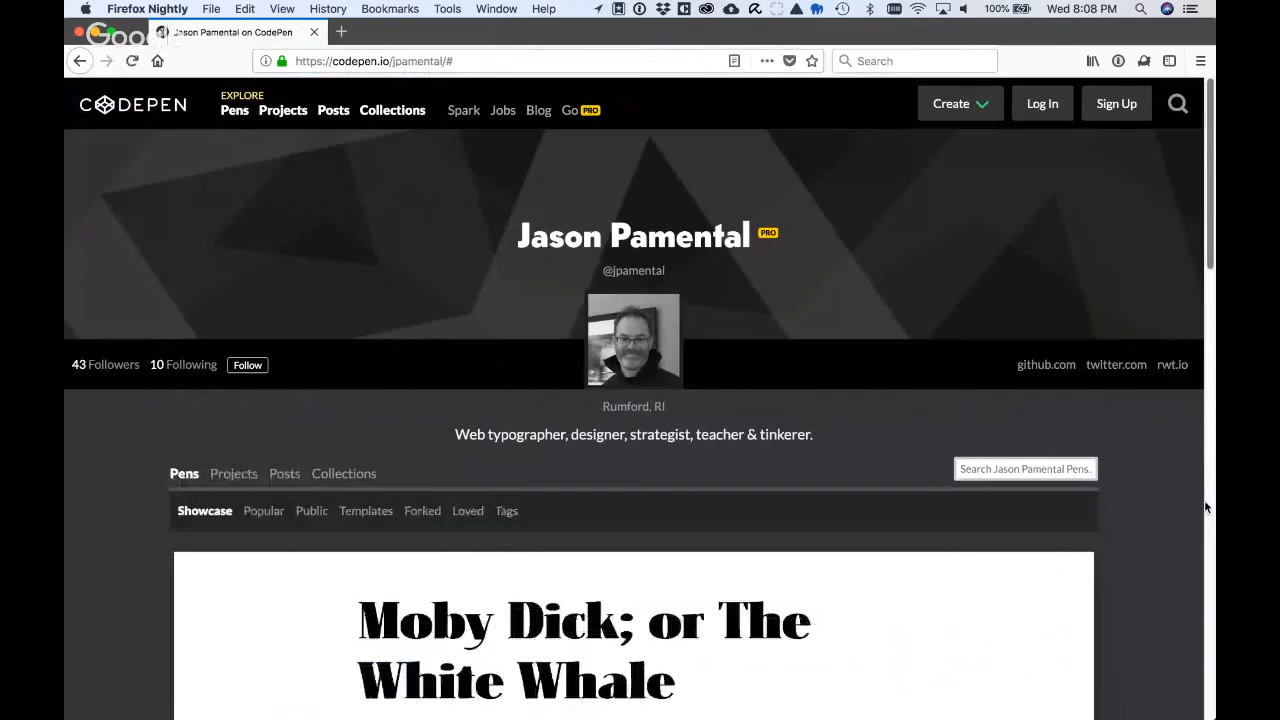 Firefox Nightly File Edit View History Bookmarks Tools Window Help 100% Wed 8:08 PM
Google
Jason Pamental on CodePen
https://codepen.io/jpamental/# Search
CODEPEN
EXPLORE
Pens Projects Posts Collections Spark Jobs Blog Go PRO Create Log In Sign Up
Jason Pamental PRO
@jpamental
43 Followers 10 Following Follow github.com twitter.com rwt.io
Rumford, RI
Web typographer, designer, strategist, teacher & tinkerer.
Pens Projects Posts Collections Search Jason Pamental Pens..
Showcase Popular Public Templates Forked Loved Tags
Moby Dick; or The
White Whale